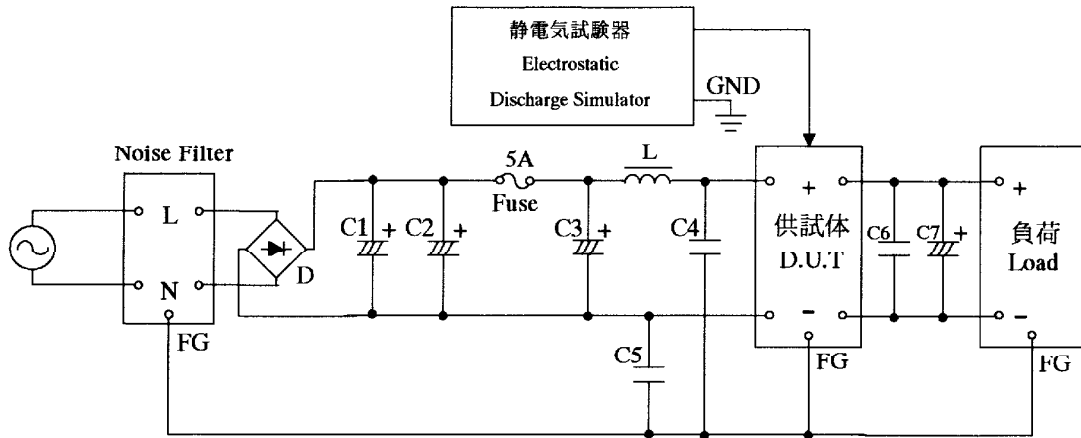 静電気試験器
Electrostatic
Discharge Simulator
GND
Noise Filter
L
N
FG
D
C1 +
C2 +
5A
Fuse
C3 +
L
C4
C5
+
供試体
D.U.T
-
FG
C6
C7 +
+
負荷
Load
-
FG